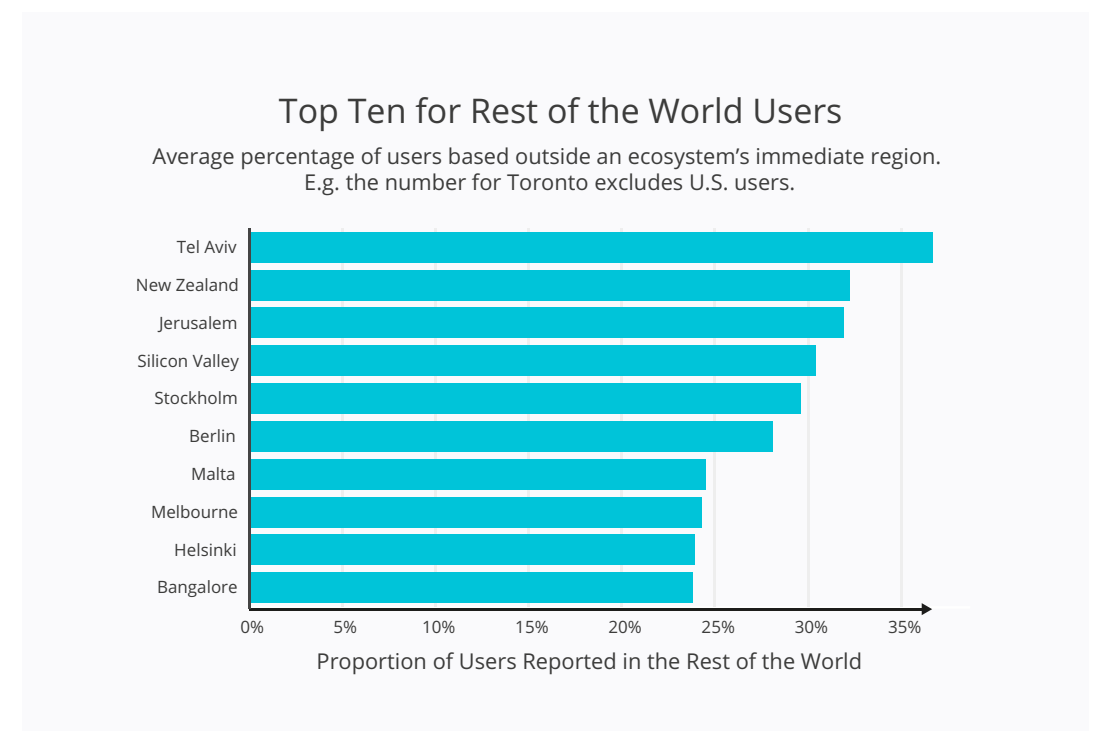 Top Ten for Rest of the World Users
Average percentage of users based outside an ecosystem’s immediate region.
E.g. the number for Toronto excludes U.S. users.
Tel Aviv
New Zealand
Jerusalem
Silicon Valley
Stockholm
Berlin
Malta
Melbourne
Helsinki
Bangalore
0% 5% 10% 15% 20% 25% 30% 35%
Proportion of Users Reported in the Rest of the World